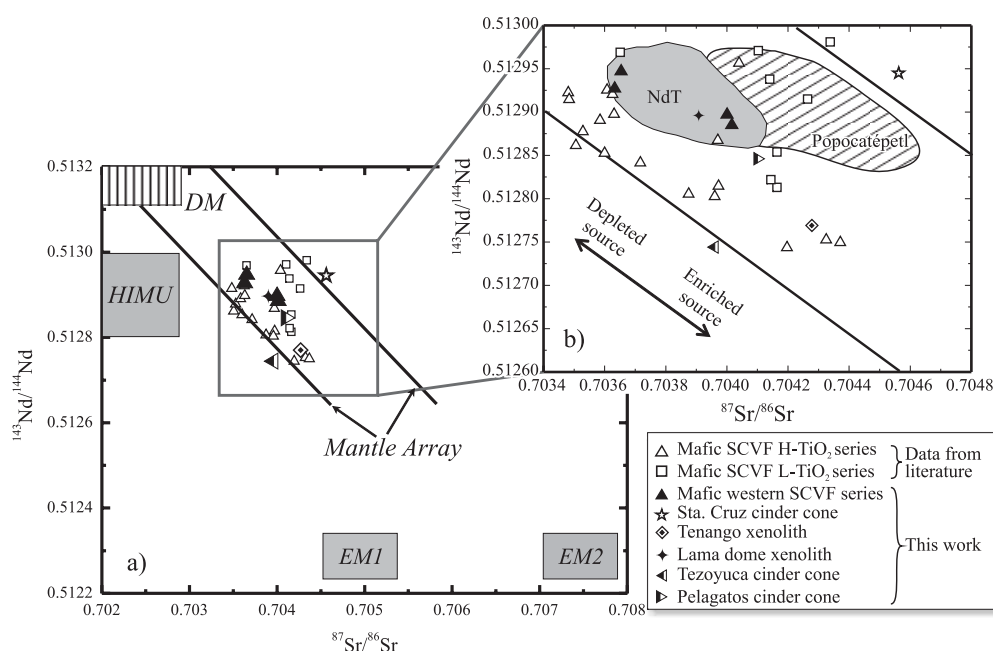 0.51300
0.51295
0.51290
0.51285
0.51280
0.51275
0.51270
0.51265
0.51260
¹⁴³Nd/¹⁴⁴Nd
NdT
Popocatépetl
Depleted
source
Enriched
source
b)
0.7034 0.7036 0.7038 0.7040 0.7042 0.7044 0.7046 0.7048
⁸⁷Sr/⁸⁶Sr
0.5132
0.5130
0.5128
0.5126
0.5124
0.5122
¹⁴³Nd/¹⁴⁴Nd
DM
HIMU
Mantle Array
EM1
EM2
a)
0.702 0.703 0.704 0.705 0.706 0.707 0.708
⁸⁷Sr/⁸⁶Sr
Mafic SCVF H-TiO₂ series
Mafic SCVF L-TiO₂ series
Data from
literature
Mafic western SCVF series
Sta. Cruz cinder cone
Tenango xenolith
Lama dome xenolith
Tezoyuca cinder cone
Pelagatos cinder cone
This work